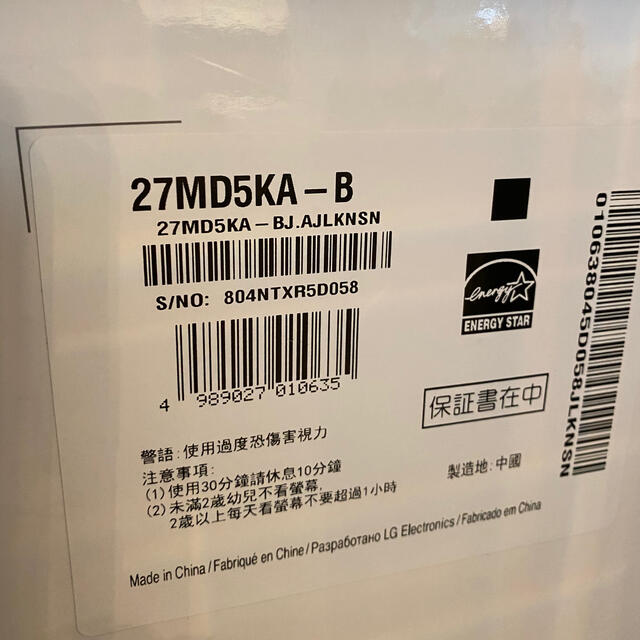 27MD5KA-B
27MD5KA-BJ.AJLKNSN
S/NO: 804NTXR5D058
4 989027 010635
energy
ENERGY STAR
保証書在中
010638045D058JLKNSN
警語: 使用過度恐傷害視力
注意事項:
(1) 使用30分鐘請休息10分鐘
(2) 未滿2歲幼兒不看螢幕,
2歲以上每天看螢幕不要超過1小時
製造地: 中國
Made in China / Fabriqué en Chine / Разработано LG Electronics / Fabricado em China